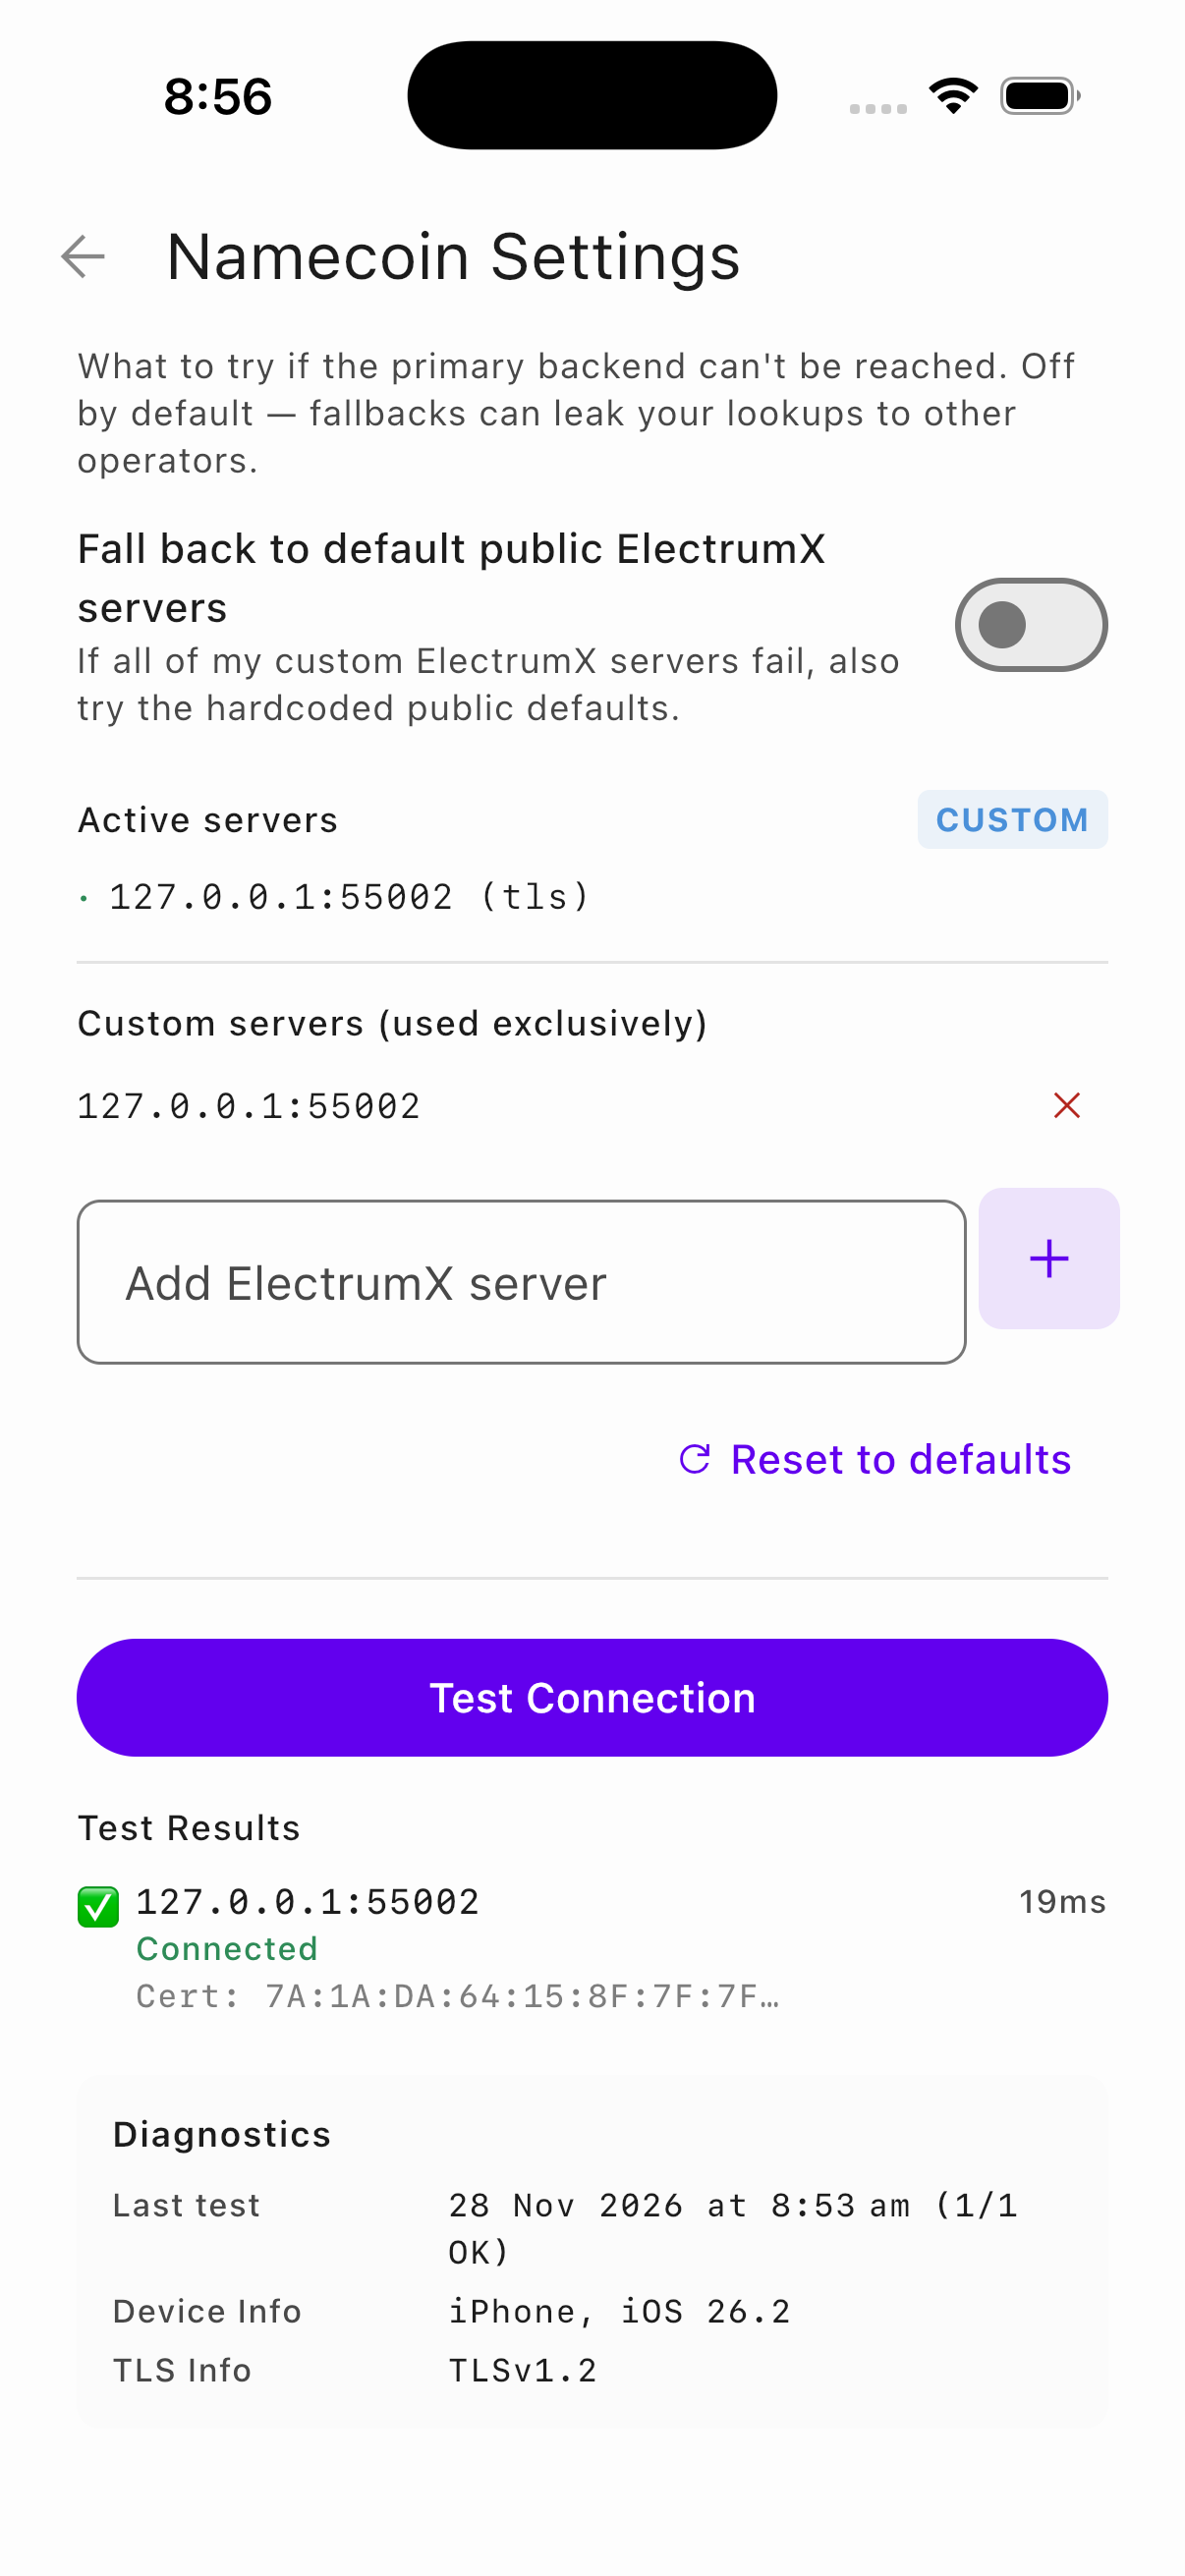 8:56
Namecoin Settings
What to try if the primary backend can't be reached. Off
by default — fallbacks can leak your lookups to other
operators.
Fall back to default public ElectrumX
servers
If all of my custom ElectrumX servers fail, also
try the hardcoded public defaults.
Active servers
CUSTOM
· 127.0.0.1:55002 (tls)
Custom servers (used exclusively)
127.0.0.1:55002
Add ElectrumX server
Reset to defaults
Test Connection
Test Results
127.0.0.1:55002
19ms
Connected
Cert: 7A:1A:DA:64:15:8F:7F:7F…
Diagnostics
Last test
28 Nov 2026 at 8:53 am (1/1
OK)
Device Info
iPhone, iOS 26.2
TLS Info
TLSv1.2